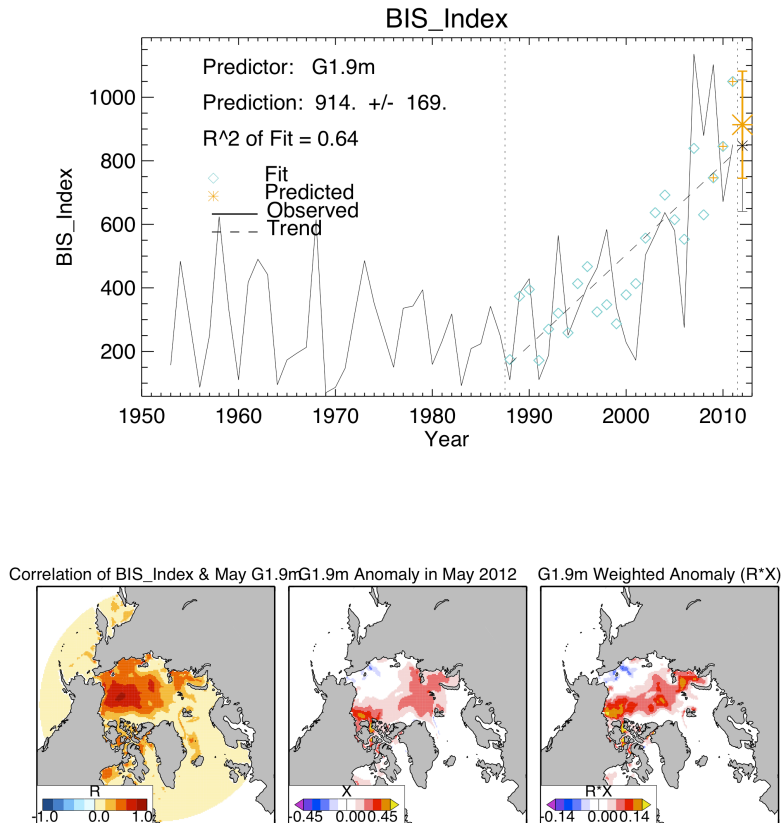 BIS_Index
Predictor: G1.9m
Prediction: 914. +/- 169.
R^2 of Fit = 0.64
Fit
Predicted
Observed
Trend
BIS_Index
1000
800
600
400
200
1950 1960 1970 1980 1990 2000 2010
Year
Correlation of BIS_Index & May G1.9m
G1.9m Anomaly in May 2012
G1.9m Weighted Anomaly (R*X)
R
-1.0 0.0 1.0
X
-0.45 0.00 0.45
R*X
-0.14 0.00 0.14